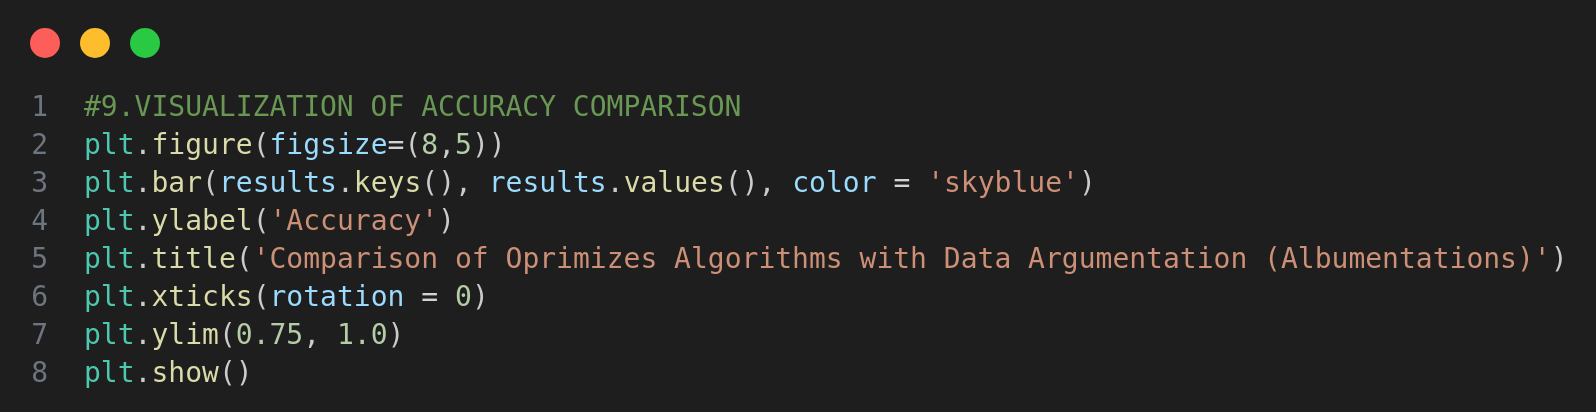 1 #9.VISUALIZATION OF ACCURACY COMPARISON
2 plt.figure(figsize=(8,5))
3 plt.bar(results.keys(), results.values(), color = 'skyblue')
4 plt.ylabel('Accuracy')
5 plt.title('Comparison of Oprimizes Algorithms with Data Argumentation (Albumentations)')
6 plt.xticks(rotation = 0)
7 plt.ylim(0.75, 1.0)
8 plt.show()